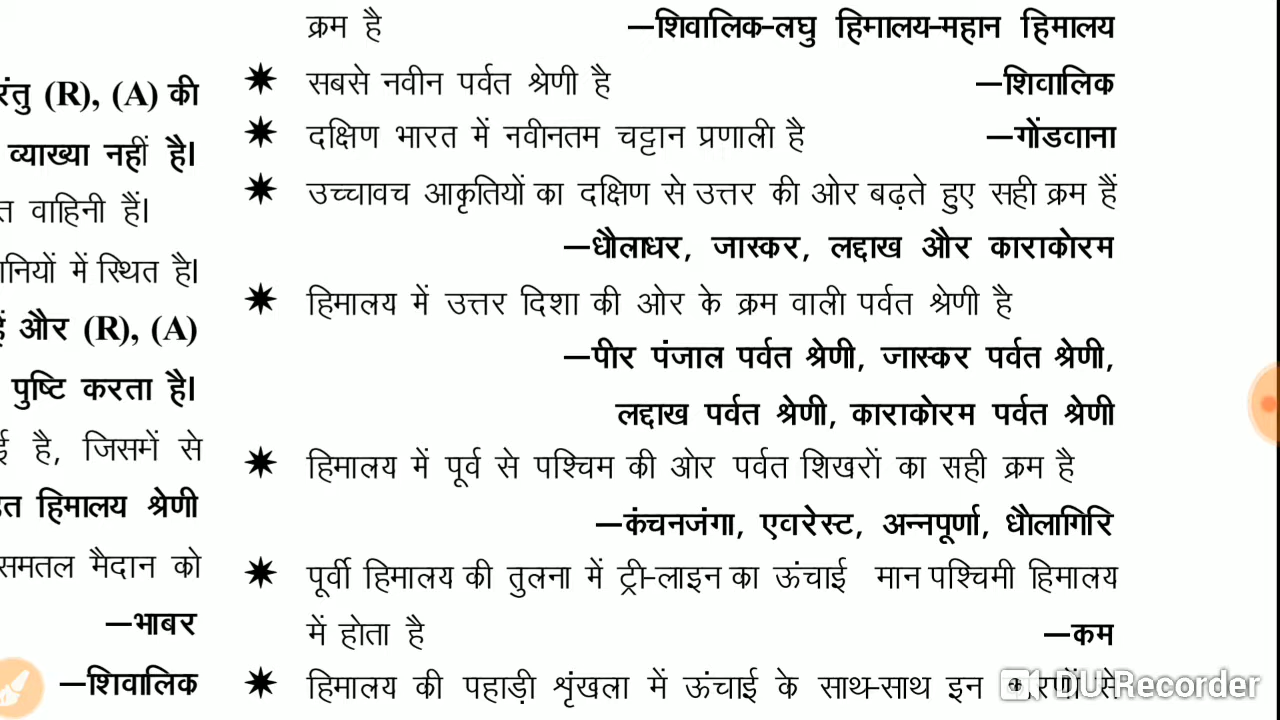 रंतु (R), (A) की
व्याख्या नहीं है।
त वाहिनी हैं।
नियों में स्थित है।
और (R), (A)
पुष्टि करता है।
ई है, जिसमें से
त हिमालय श्रेणी
समतल मैदान को
—भाबर
—शिवालिक
क्रम है —शिवालिक-लघु हिमालय-महान हिमालय
✷ सबसे नवीन पर्वत श्रेणी है —शिवालिक
✷ दक्षिण भारत में नवीनतम चट्टान प्रणाली है —गोंडवाना
✷ उच्चावच आकृतियों का दक्षिण से उत्तर की ओर बढ़ते हुए सही क्रम हैं
—धौलाधर, जास्कर, लद्दाख और काराकोरम
✷ हिमालय में उत्तर दिशा की ओर के क्रम वाली पर्वत श्रेणी है
—पीर पंजाल पर्वत श्रेणी, जास्कर पर्वत श्रेणी,
लद्दाख पर्वत श्रेणी, काराकोरम पर्वत श्रेणी
✷ हिमालय में पूर्व से पश्चिम की ओर पर्वत शिखरों का सही क्रम है
—कंचनजंगा, एवरेस्ट, अन्नपूर्णा, धौलागिरि
✷ पूर्वी हिमालय की तुलना में ट्री-लाइन का ऊंचाई मान पश्चिमी हिमालय
में होता है —कम
✷ हिमालय की पहाड़ी शृंखला में ऊंचाई के साथ-साथ इन से
DU Recorder